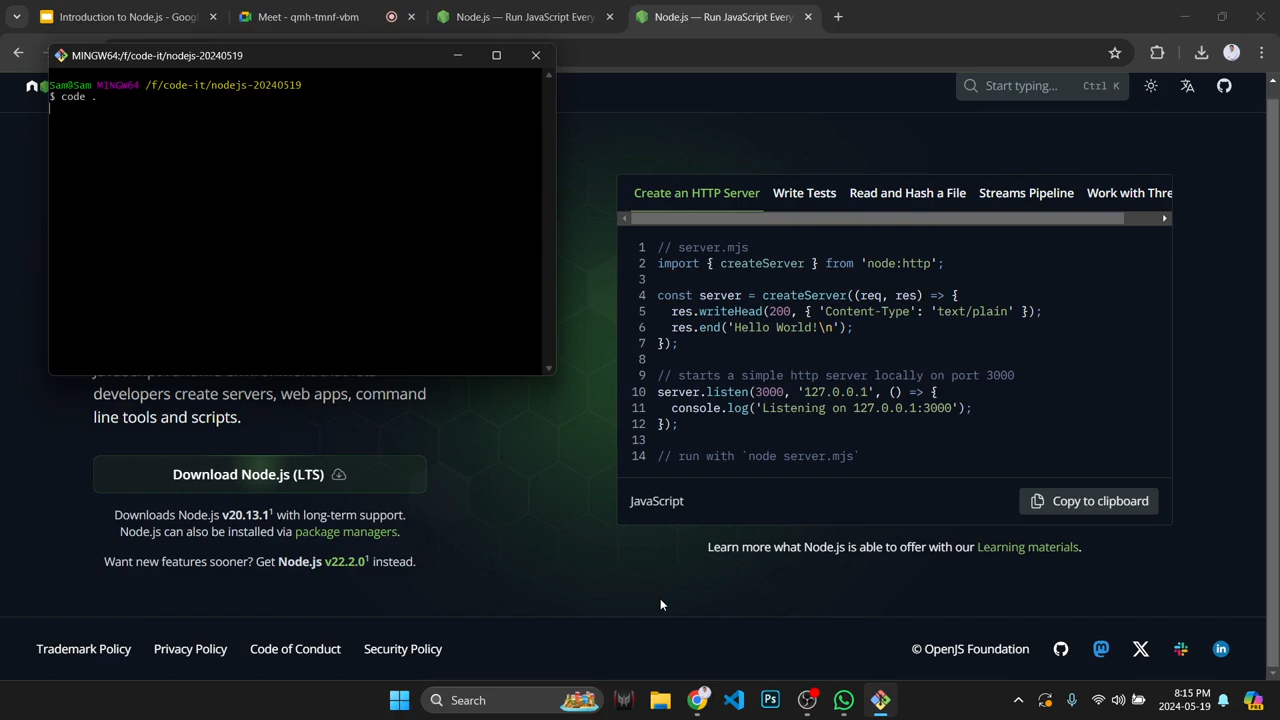 Introduction to Node.js - Googl
Meet - qmh-tmnf-vbm
Node.js — Run JavaScript Every
Node.js — Run JavaScript Every
MINGW64:/f/code-it/nodejs-20240519
Sam@Sam MINGW64 /f/code-it/nodejs-20240519
$ code .
Start typing... Ctrl K
Create an HTTP Server Write Tests Read and Hash a File Streams Pipeline Work with Thre
1 // server.mjs
2 import { createServer } from 'node:http';
3
4 const server = createServer((req, res) => {
5 res.writeHead(200, { 'Content-Type': 'text/plain' });
6 res.end('Hello World!\n');
7 });
8
9 // starts a simple http server locally on port 3000
10 server.listen(3000, '127.0.0.1', () => {
11 console.log('Listening on 127.0.0.1:3000');
12 });
13
14 // run with `node server.mjs`
JavaScript
Copy to clipboard
Learn more what Node.js is able to offer with our Learning materials.
developers create servers, web apps, command
line tools and scripts.
Download Node.js (LTS)
Downloads Node.js v20.13.1¹ with long-term support.
Node.js can also be installed via package managers.
Want new features sooner? Get Node.js v22.2.0¹ instead.
Trademark Policy Privacy Policy Code of Conduct Security Policy
© OpenJS Foundation
Search
Ps
8:15 PM
2024-05-19